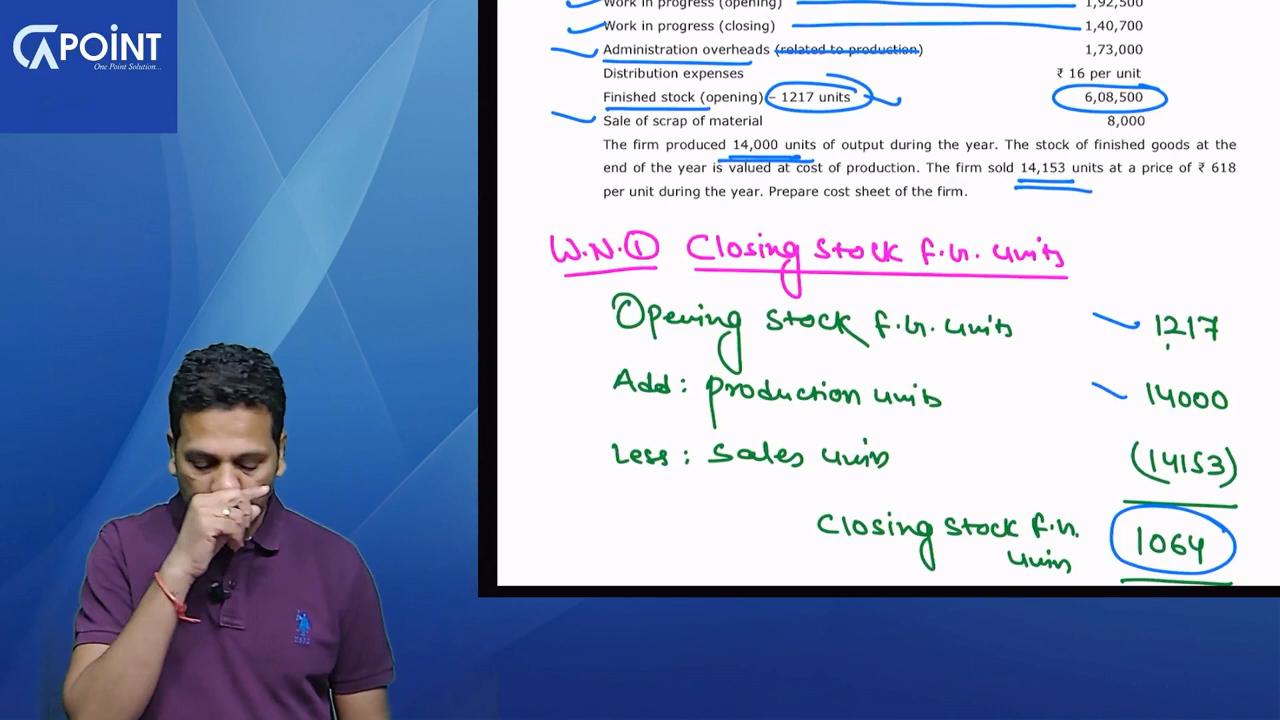 CAPOINT
One Point Solution...
Work in progress (opening) 1,92,500
Work in progress (closing) 1,40,700
Administration overheads (related to production) 1,73,000
Distribution expenses ₹ 16 per unit
Finished stock (opening) – 1217 units 6,08,500
Sale of scrap of material 8,000
The firm produced 14,000 units of output during the year. The stock of finished goods at the
end of the year is valued at cost of production. The firm sold 14,153 units at a price of ₹ 618
per unit during the year. Prepare cost sheet of the firm.
W.N.① Closing Stock F.G. units
Opening stock F.G. units 1217
Add: production units 14000
Less: Sales units (14153)
Closing stock F.G. 1064
units